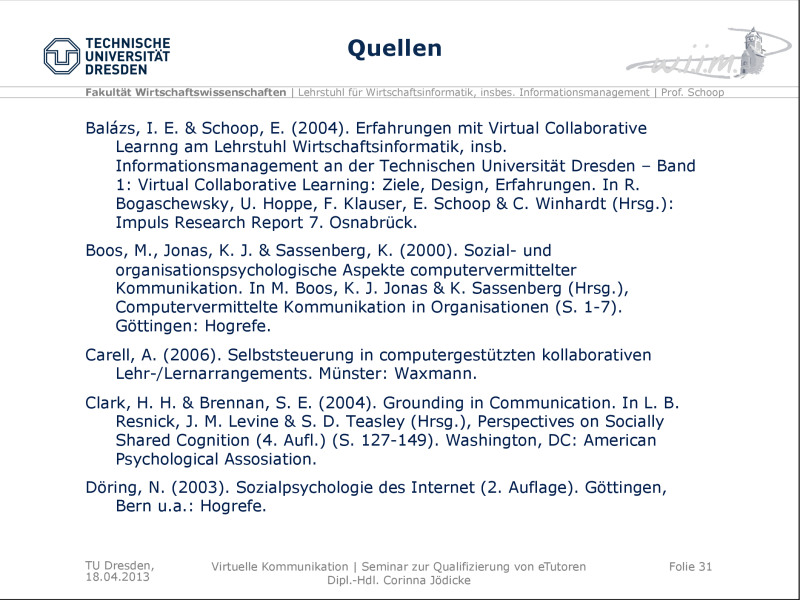 TECHNISCHE
UNIVERSITÄT
DRESDEN
Quellen
w.i.i.m.
Fakultät Wirtschaftswissenschaften | Lehrstuhl für Wirtschaftsinformatik, insbes. Informationsmanagement | Prof. Schoop
Balázs, I. E. & Schoop, E. (2004). Erfahrungen mit Virtual Collaborative
Learnng am Lehrstuhl Wirtschaftsinformatik, insb.
Informationsmanagement an der Technischen Universität Dresden – Band
1: Virtual Collaborative Learning: Ziele, Design, Erfahrungen. In R.
Bogaschewsky, U. Hoppe, F. Klauser, E. Schoop & C. Winhardt (Hrsg.):
Impuls Research Report 7. Osnabrück.
Boos, M., Jonas, K. J. & Sassenberg, K. (2000). Sozial- und
organisationspsychologische Aspekte computervermittelter
Kommunikation. In M. Boos, K. J. Jonas & K. Sassenberg (Hrsg.),
Computervermittelte Kommunikation in Organisationen (S. 1-7).
Göttingen: Hogrefe.
Carell, A. (2006). Selbststeuerung in computergestützten kollaborativen
Lehr-/Lernarrangements. Münster: Waxmann.
Clark, H. H. & Brennan, S. E. (2004). Grounding in Communication. In L. B.
Resnick, J. M. Levine & S. D. Teasley (Hrsg.), Perspectives on Socially
Shared Cognition (4. Aufl.) (S. 127-149). Washington, DC: American
Psychological Assosiation.
Döring, N. (2003). Sozialpsychologie des Internet (2. Auflage). Göttingen,
Bern u.a.: Hogrefe.
TU Dresden,
18.04.2013
Virtuelle Kommunikation | Seminar zur Qualifizierung von eTutoren
Dipl.-Hdl. Corinna Jödicke
Folie 31